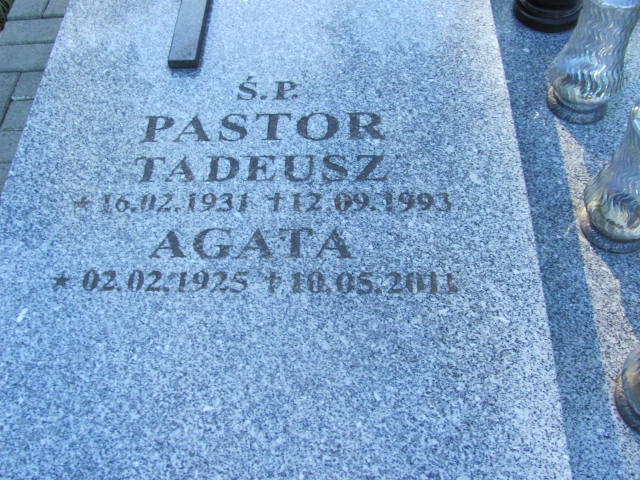 Ś.P.
PASTOR
TADEUSZ
★16.02.1931 †12.09.1993
AGATA
★02.02.1925 †10.05.2011